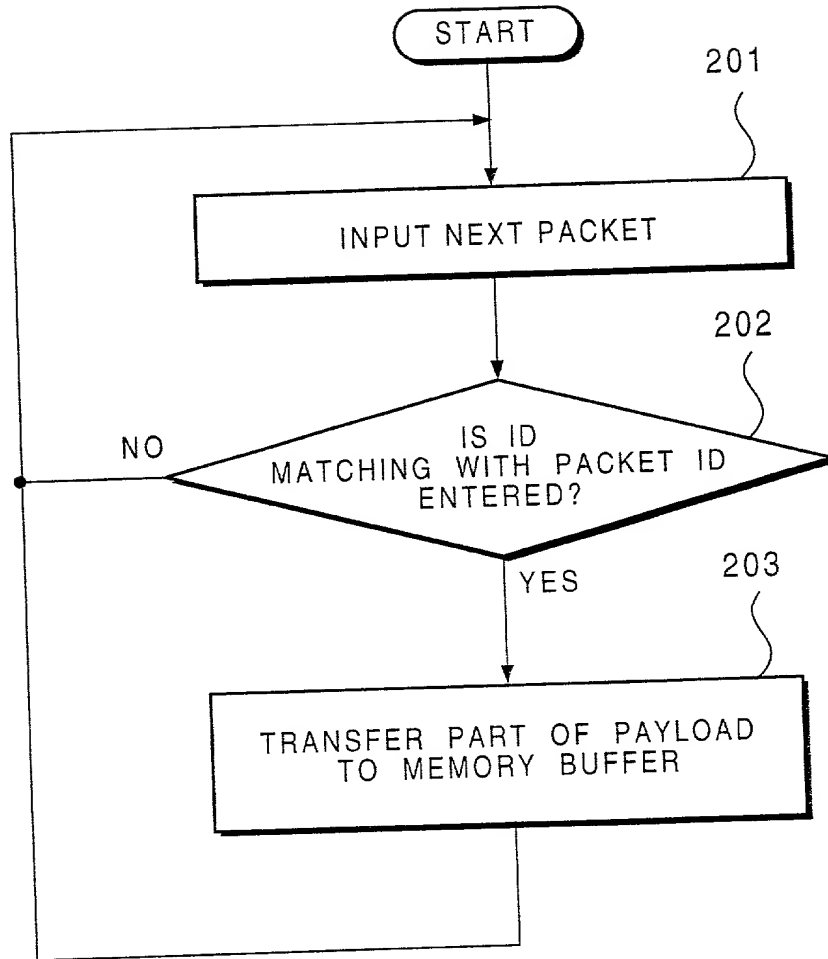 START
201
INPUT NEXT PACKET
202
NO
IS ID
MATCHING WITH PACKET ID
ENTERED?
YES
203
TRANSFER PART OF PAYLOAD
TO MEMORY BUFFER